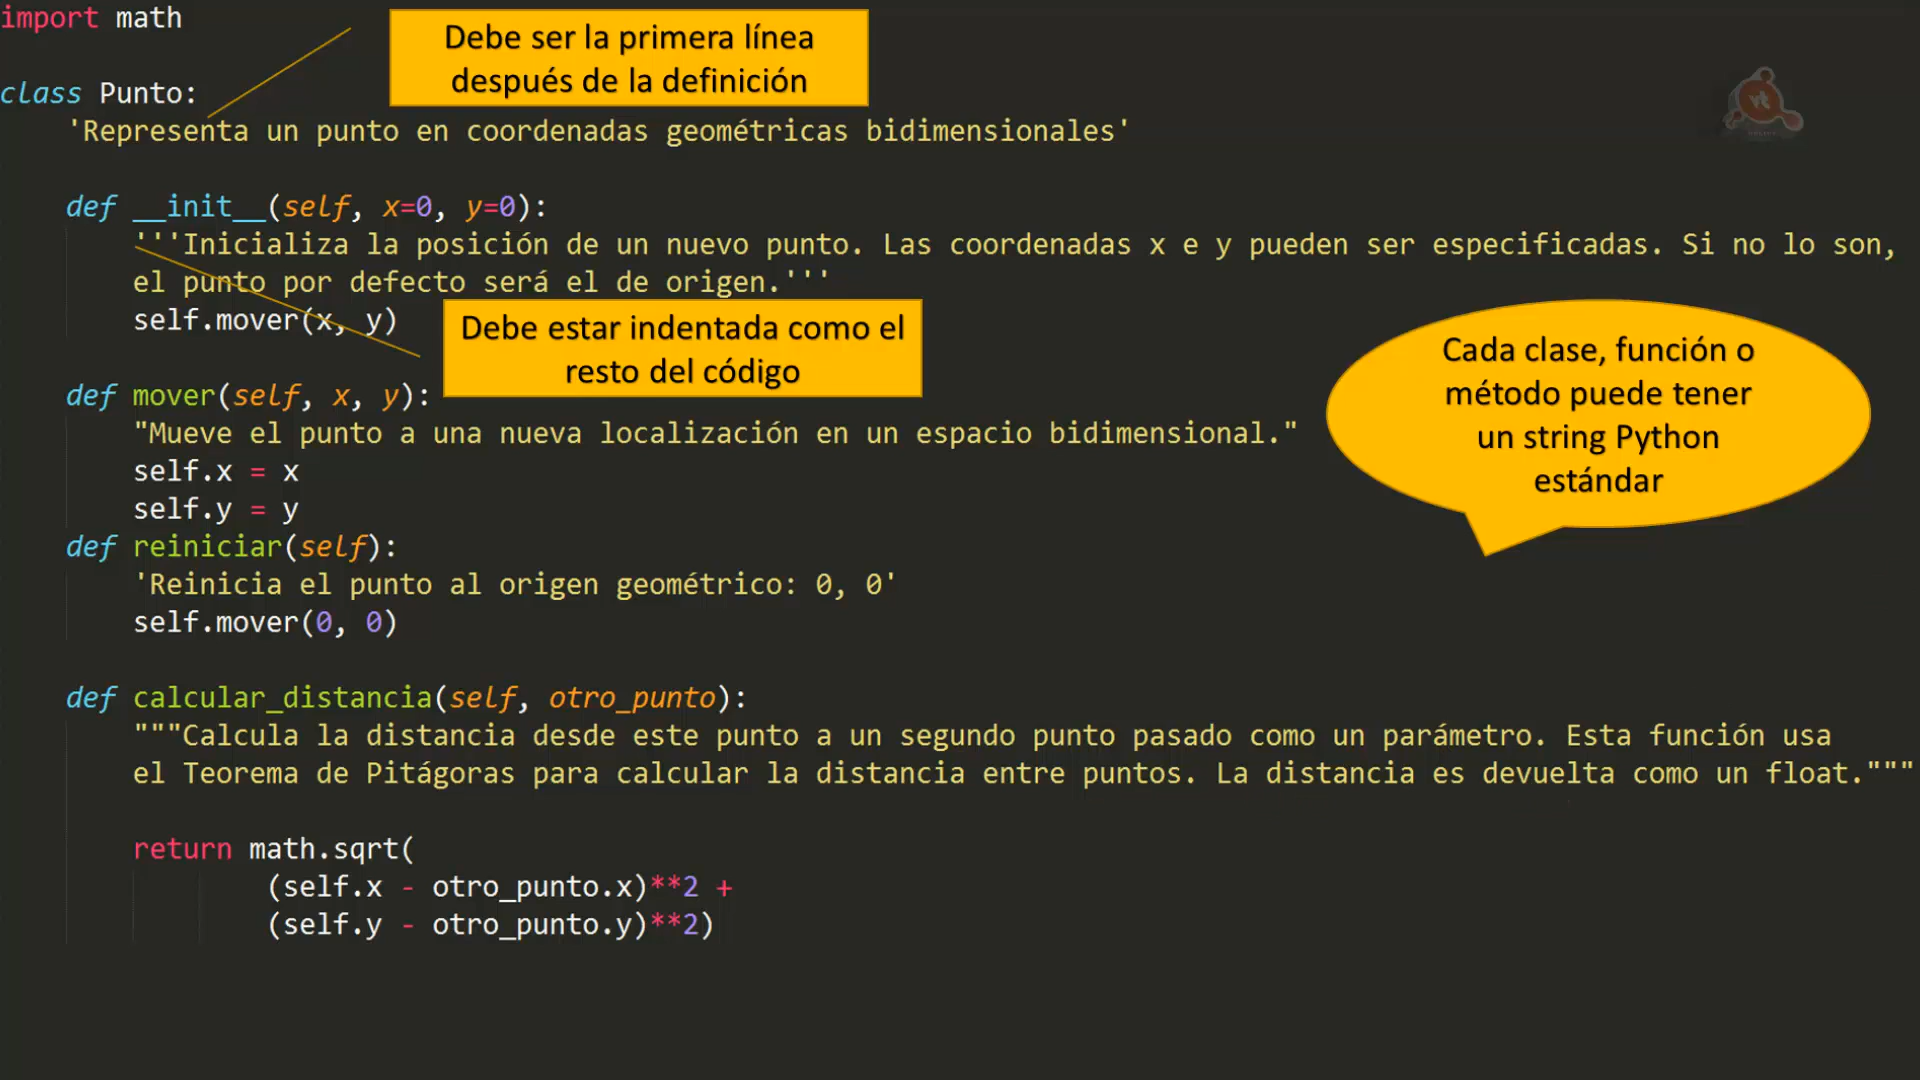 import math
Debe ser la primera línea
después de la definición
class Punto:
'Representa un punto en coordenadas geométricas bidimensionales'
def __init__(self, x=0, y=0):
'''Inicializa la posición de un nuevo punto. Las coordenadas x e y pueden ser especificadas. Si no lo son,
el punto por defecto será el de origen.'''
self.mover(x, y)
Debe estar indentada como el
resto del código
Cada clase, función o
método puede tener
un string Python
estándar
def mover(self, x, y):
"Mueve el punto a una nueva localización en un espacio bidimensional."
self.x = x
self.y = y
def reiniciar(self):
'Reinicia el punto al origen geométrico: 0, 0'
self.mover(0, 0)
def calcular_distancia(self, otro_punto):
"""Calcula la distancia desde este punto a un segundo punto pasado como un parámetro. Esta función usa
el Teorema de Pitágoras para calcular la distancia entre puntos. La distancia es devuelta como un float."""
return math.sqrt(
(self.x - otro_punto.x)**2 +
(self.y - otro_punto.y)**2)